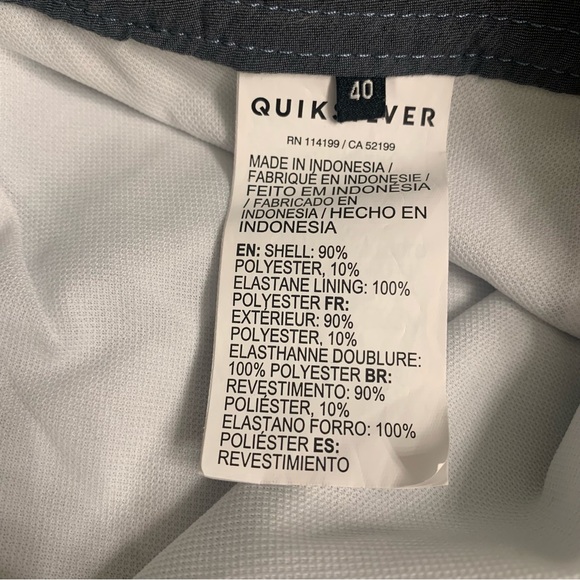 40
QUIKSILVER
RN 114199 / CA 52199
MADE IN INDONESIA /
FABRIQUÉ EN INDONESIE /
FEITO EM INDONÉSIA
/ FABRICADO EN
INDONESIA / HECHO EN
INDONESIA
EN: SHELL: 90%
POLYESTER, 10%
ELASTANE LINING: 100%
POLYESTER FR:
EXTÉRIEUR: 90%
POLYESTER, 10%
ELASTHANNE DOUBLURE:
100% POLYESTER BR:
REVESTIMENTO: 90%
POLIÉSTER, 10%
ELASTANO FORRO: 100%
POLIÉSTER ES:
REVESTIMIENTO